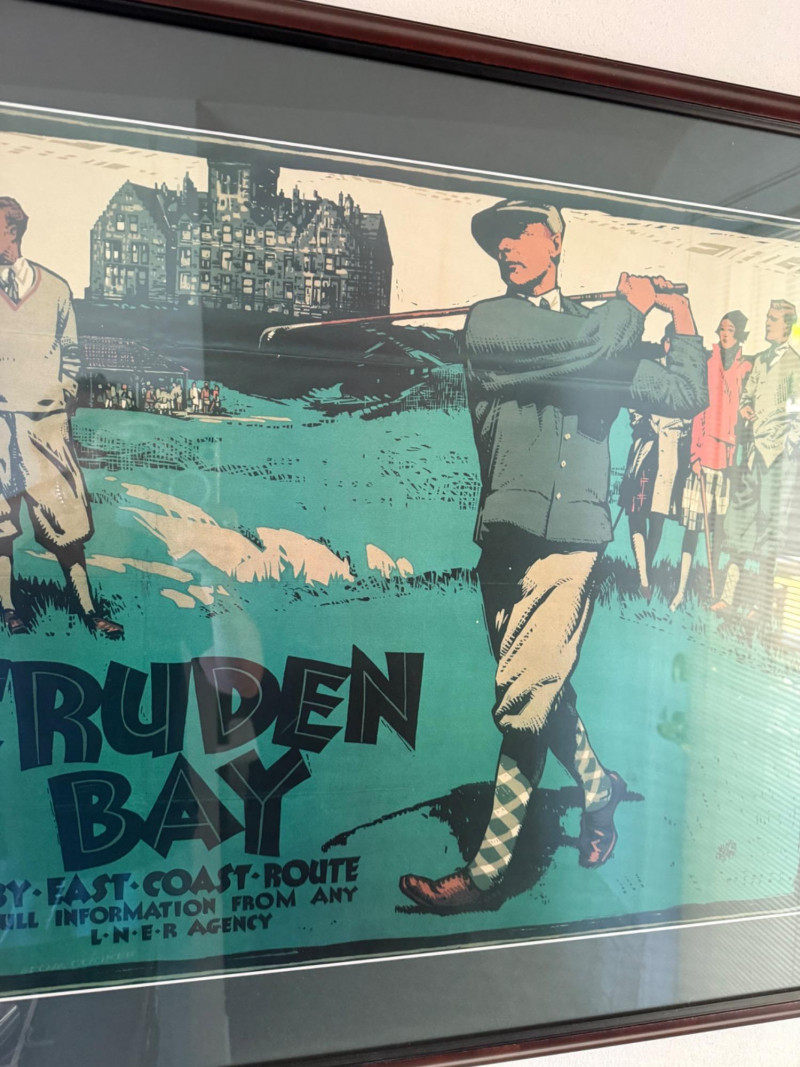 RUDEN
BAY
BY·EAST·COAST·ROUTE
ULL INFORMATION FROM ANY
L·N·E·R AGENCY